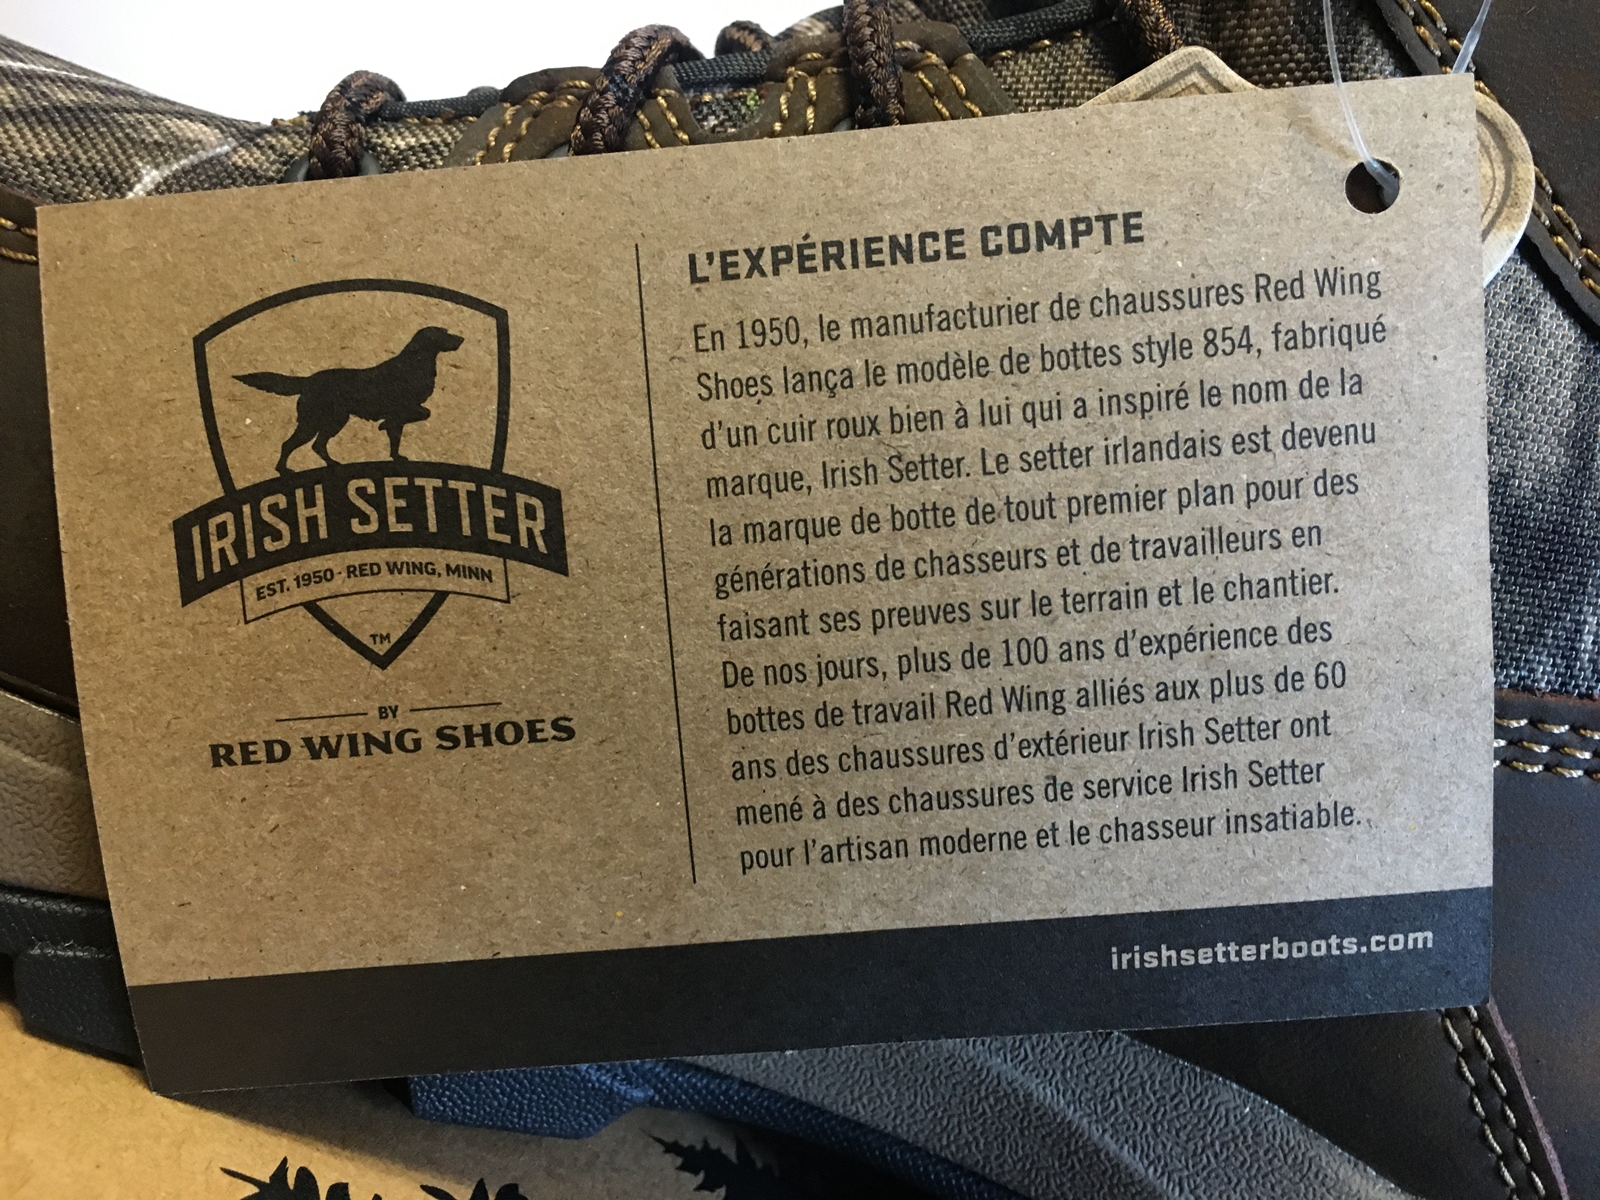 IRISH SETTER
EST. 1950 · RED WING, MINN
TM
BY
RED WING SHOES
L'EXPÉRIENCE COMPTE
En 1950, le manufacturier de chaussures Red Wing
Shoes lança le modèle de bottes style 854, fabriqué
d'un cuir roux bien à lui qui a inspiré le nom de la
marque, Irish Setter. Le setter irlandais est devenu
la marque de botte de tout premier plan pour des
générations de chasseurs et de travailleurs en
faisant ses preuves sur le terrain et le chantier.
De nos jours, plus de 100 ans d'expérience des
bottes de travail Red Wing alliés aux plus de 60
ans des chaussures d'extérieur Irish Setter ont
mené à des chaussures de service Irish Setter
pour l'artisan moderne et le chasseur insatiable.
irishsetterboots.com